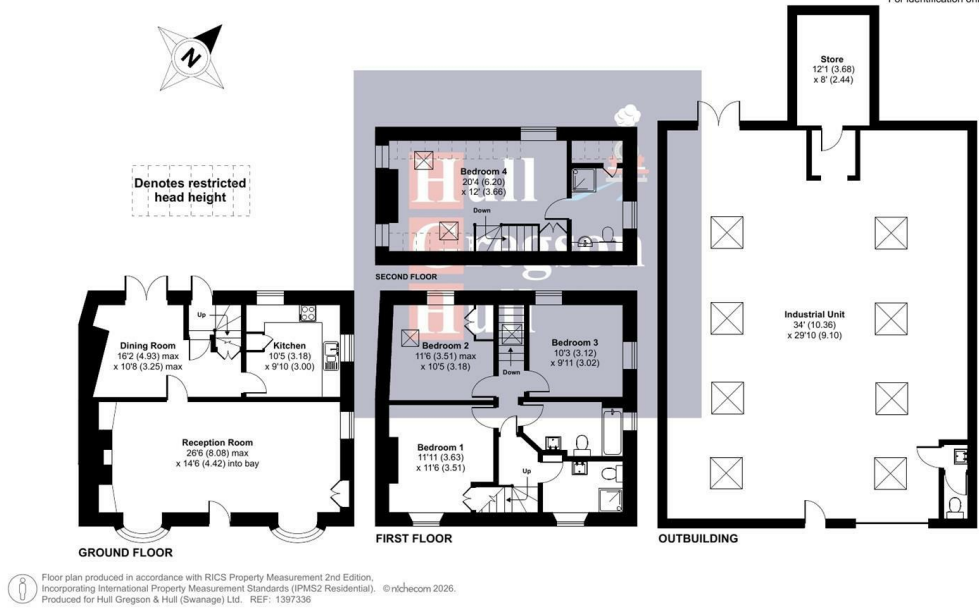 For identification only
N
Denotes restricted
head height
Store
12'1 (3.68)
x 8' (2.44)
Bedroom 4
20'4 (6.20)
x 12' (3.66)
Down
SECOND FLOOR
Hull
Gregson
Hull
Up
Dining Room
16'2 (4.93) max
x 10'8 (3.25) max
Kitchen
10'5 (3.18)
x 9'10 (3.00)
Reception Room
26'6 (8.08) max
x 14'6 (4.42) into bay
GROUND FLOOR
Bedroom 2
11'6 (3.51) max
x 10'5 (3.18)
Down
Bedroom 3
10'3 (3.12)
x 9'11 (3.02)
Bedroom 1
11'11 (3.63)
x 11'6 (3.51)
Up
FIRST FLOOR
Industrial Unit
34' (10.36)
x 29'10 (9.10)
OUTBUILDING
Floor plan produced in accordance with RICS Property Measurement 2nd Edition,
Incorporating International Property Measurement Standards (IPMS2 Residential). © nichecom 2026.
Produced for Hull Gregson & Hull (Swanage) Ltd. REF: 1397336